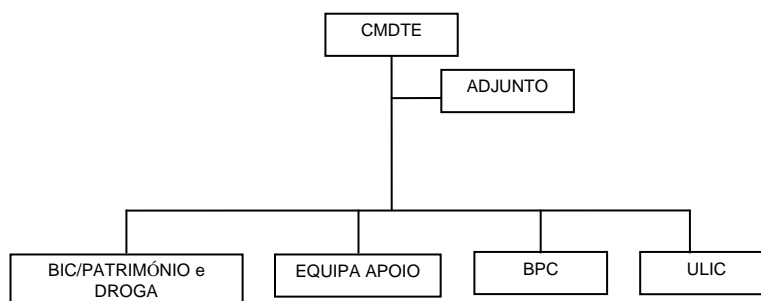 CMDTE
ADJUNTO
BIC/PATRIMÓNIO e
DROGA
EQUIPA APOIO
BPC
ULIC